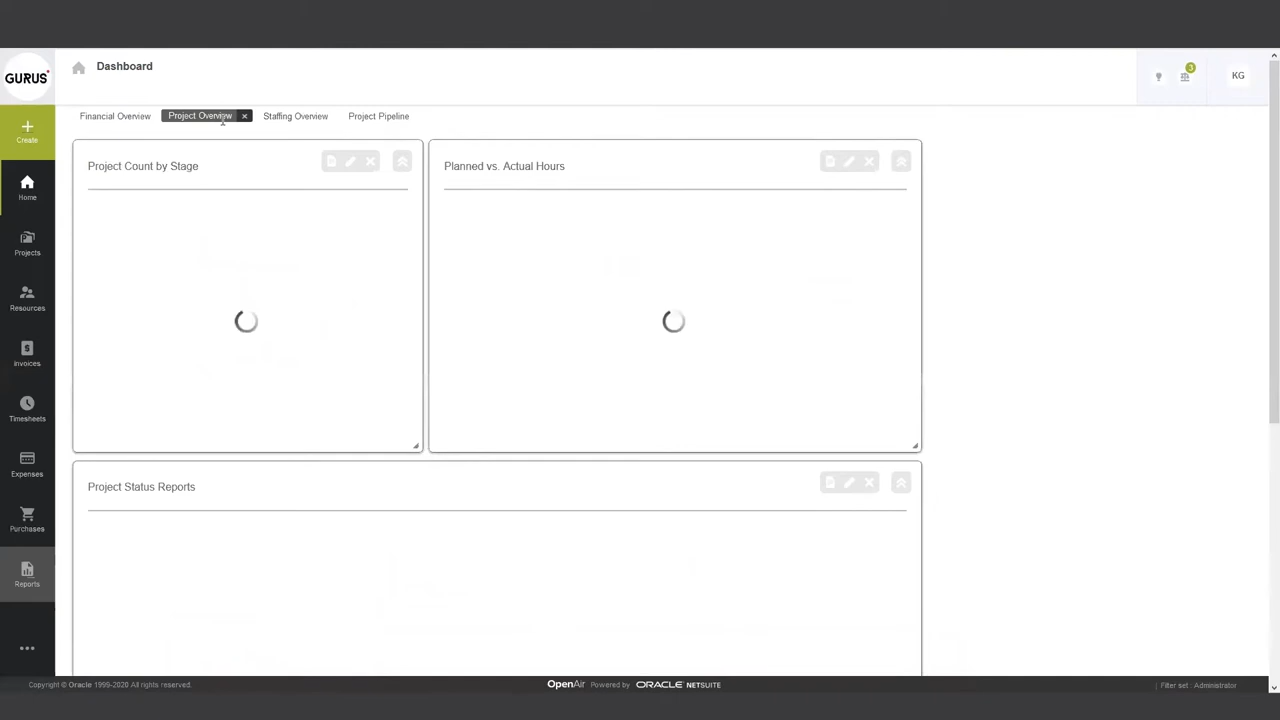 GURUS
Dashboard
3
KG
Financial Overview
Project Overview
Staffing Overview
Project Pipeline
Create
Home
Projects
Resources
Invoices
Timesheets
Expenses
Purchases
Reports
Project Count by Stage
Planned vs. Actual Hours
Project Status Reports
Copyright © Oracle 1999-2020 All rights reserved.
OpenAir Powered by ORACLE NETSUITE
Filter set : Administrator